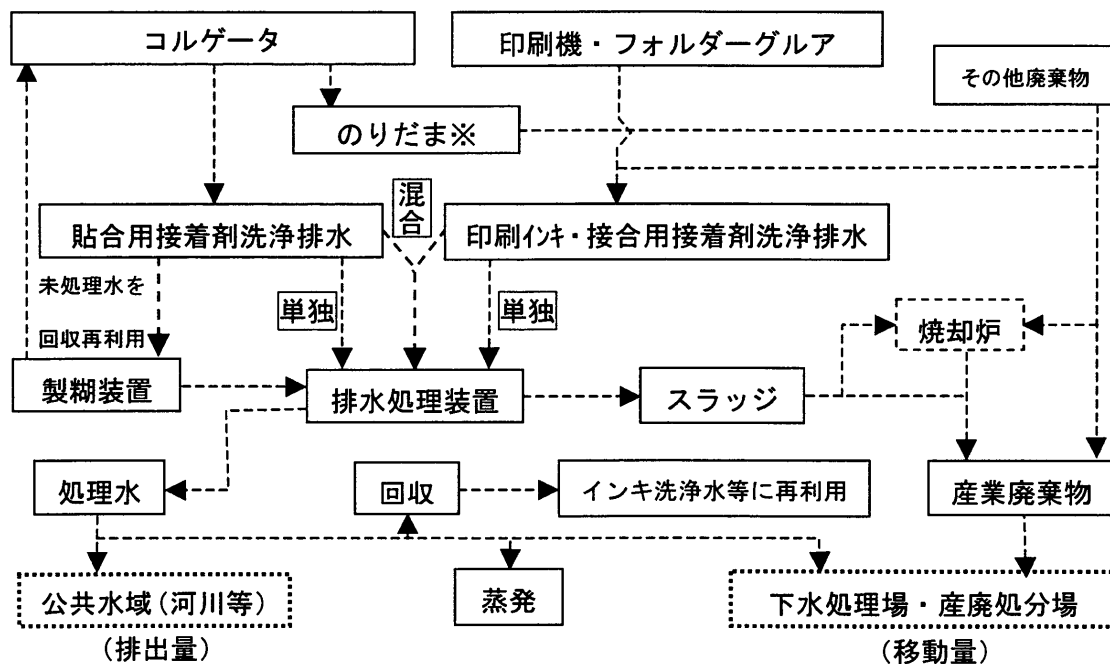 コルゲータ
印刷機・フォルダーグルア
その他廃棄物
のりだま※
混合
貼合用接着剤洗浄排水
印刷インキ・接合用接着剤洗浄排水
未処理水を
回収再利用
単独
単独
焼却炉
製糊装置
排水処理装置
スラッジ
処理水
回収
インキ洗浄水等に再利用
産業廃棄物
公共水域(河川等)
蒸発
下水処理場・産廃処分場
(排出量)
(移動量)